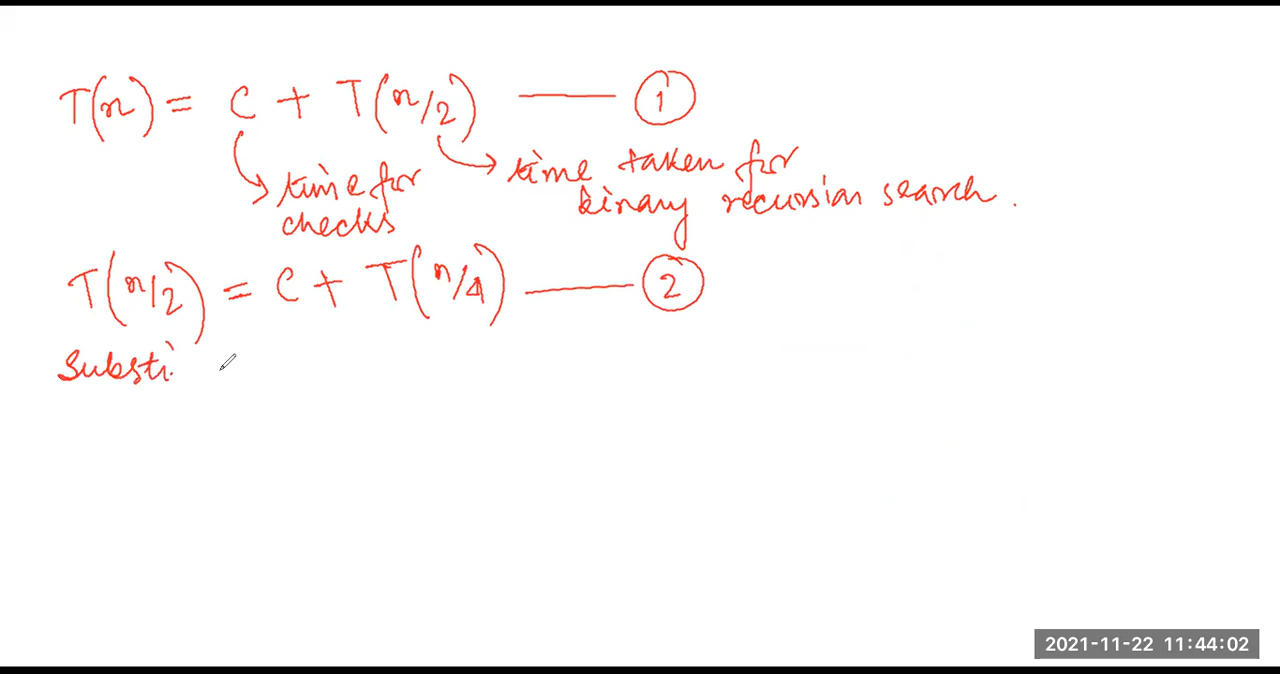 T(n) = C + T(n/2) —— ①
time for checks
time taken for binary recursion search.
T(n/2) = C + T(n/4) —— ②
Substi
2021-11-22 11:44:02